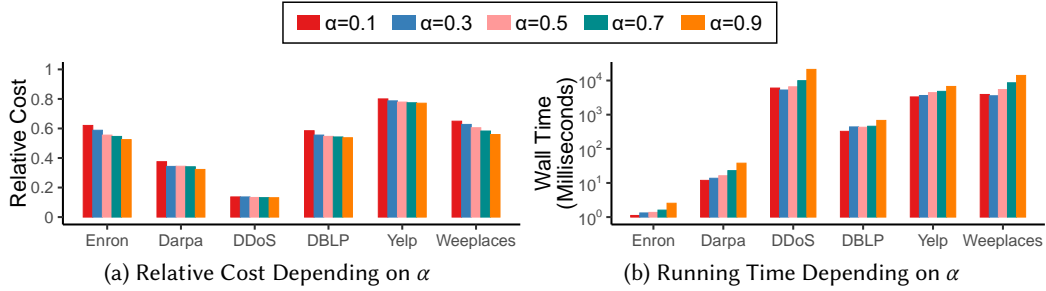 α=0.1 α=0.3 α=0.5 α=0.7 α=0.9
Relative Cost
1
0.8
0.6
0.4
0.2
0
Enron Darpa DDoS DBLP Yelp Weeplaces
(a) Relative Cost Depending on α
Wall Time
(Milliseconds)
10⁴
10³
10²
10¹
10⁰
Enron Darpa DDoS DBLP Yelp Weeplaces
(b) Running Time Depending on α